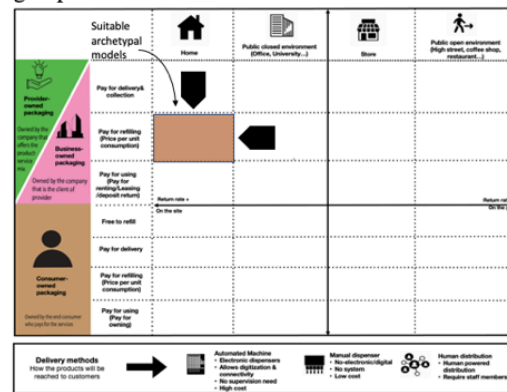 Suitable
archetypal
models
Home
Public closed environment
(Office, University...)
Store
Public open environment
(High street, coffee shop,
restaurant...)
Provider-
owned
packaging
Owned by the
company that
offers the
product
service
mix
Business-
owned
packaging
Owned by the company
that is the client of
provider
Pay for delivery&
collection
Pay for refilling
(Price per unit
consumption)
Pay for using
(Pay for
renting/Leasing
/deposit return)
Return rate +
On the site
Return rat
On the
Consumer-
owned
packaging
Owned by the end consume
who pay for the services
Free to refill
Pay for delivery
Pay for refilling
(Price per unit
consumption)
Pay for using
(Pay for
owning)
Delivery methods
How the products will be
reached to customers
Automated Machine
• Electronic dispensers
• Allows digitization &
connectivity
• No supervision need
• High cost
Manual dispenser
• No-electronic/digital
• No system
• Low cost
Human distribution
• Human powered
distribution
• Require staff members